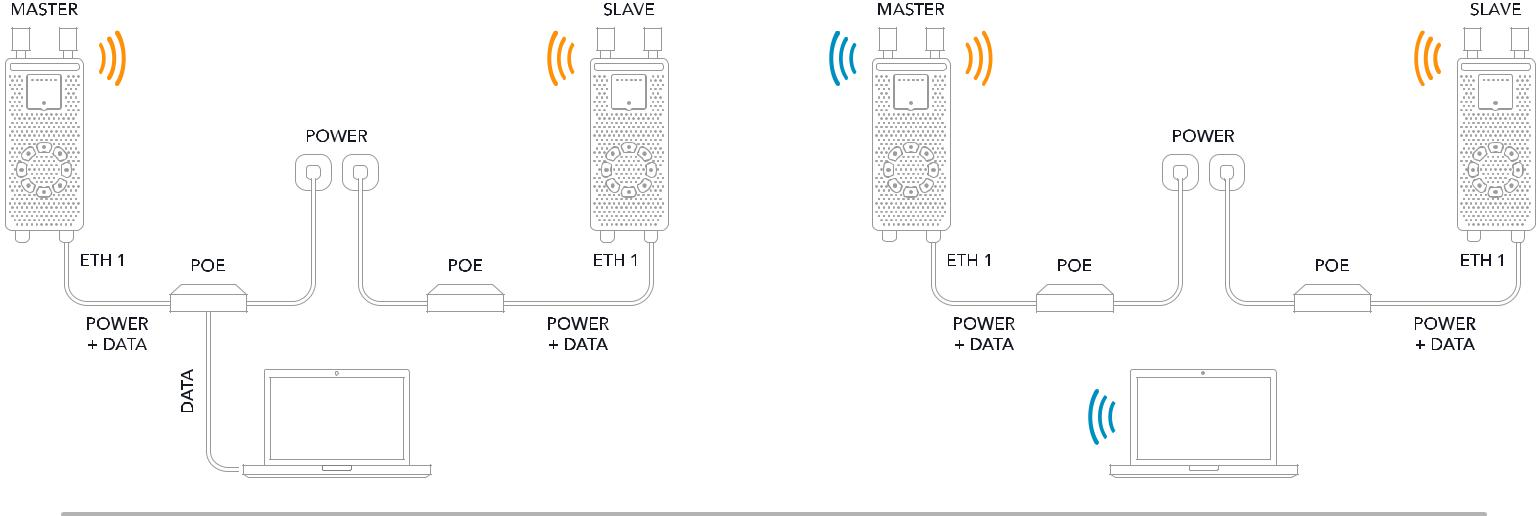 MASTER
SLAVE
POWER
ETH 1
POE
POE
ETH 1
POWER
+ DATA
POWER
+ DATA
DATA
MASTER
SLAVE
POWER
ETH 1
POE
POE
ETH 1
POWER
+ DATA
POWER
+ DATA